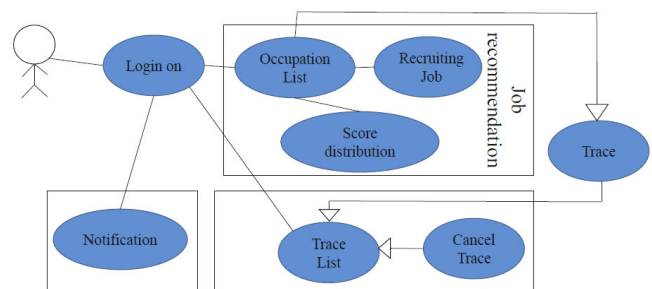 Login on
Occupation
List
Recruiting
Job
Score
distribution
Job
recommendation
Trace
Notification
Trace
List
Cancel
Trace